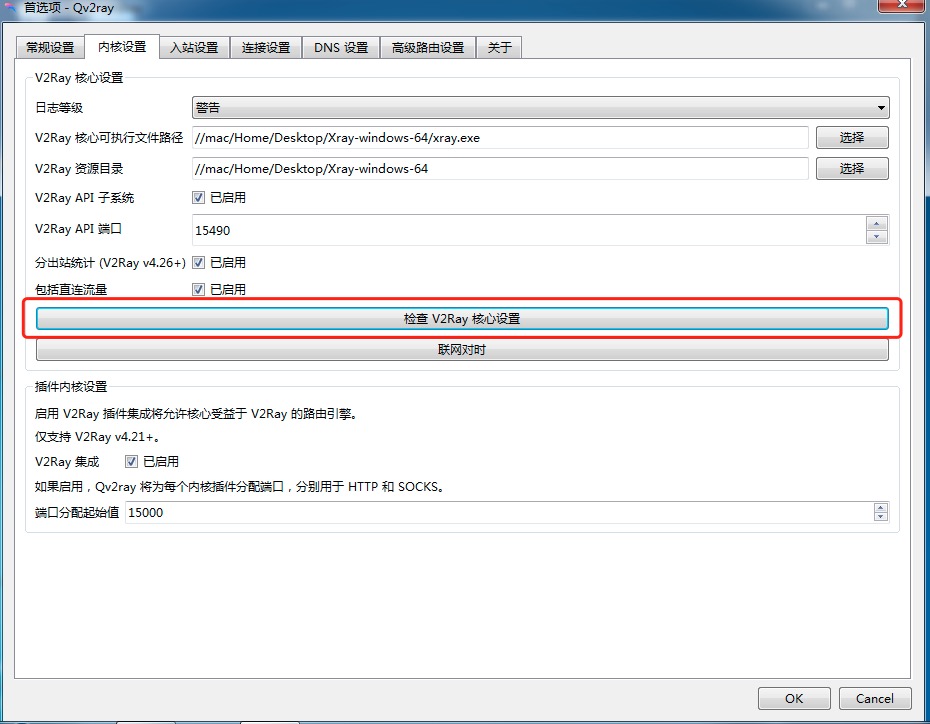 首选项 - Qv2ray
常规设置 内核设置 入站设置 连接设置 DNS 设置 高级路由设置 关于
V2Ray 核心设置
日志等级 警告
V2Ray 核心可执行文件路径 //mac/Home/Desktop/Xray-windows-64/xray.exe 选择
V2Ray 资源目录 //mac/Home/Desktop/Xray-windows-64 选择
V2Ray API 子系统 已启用
V2Ray API 端口 15490
分出站统计 (V2Ray v4.26+) 已启用
包括直连流量 已启用
检查 V2Ray 核心设置
联网对时
插件内核设置
启用 V2Ray 插件集成将允许核心受益于 V2Ray 的路由引擎。
仅支持 V2Ray v4.21+。
V2Ray 集成 已启用
如果启用，Qv2ray 将为每个内核插件分配端口，分别用于 HTTP 和 SOCKS。
端口分配起始值 15000
OK Cancel